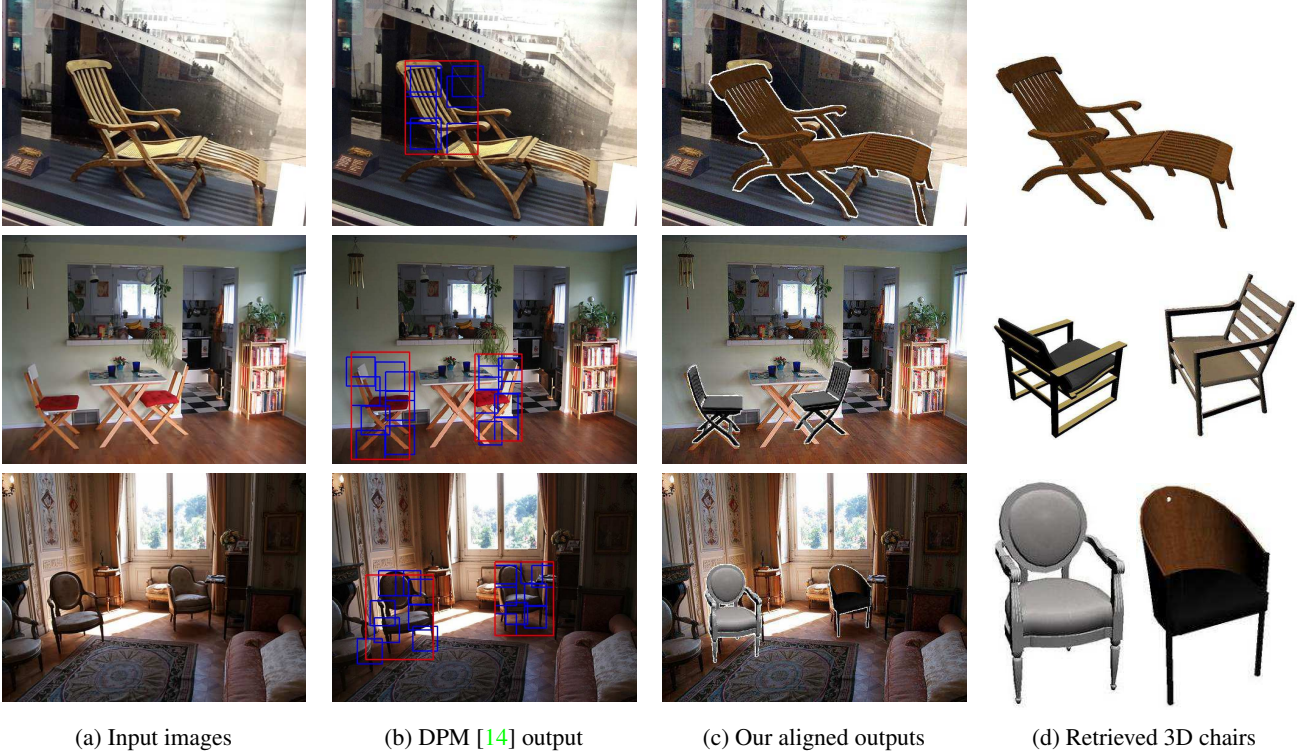 (a) Input images
(b) DPM [14] output
(c) Our aligned outputs
(d) Retrieved 3D chairs